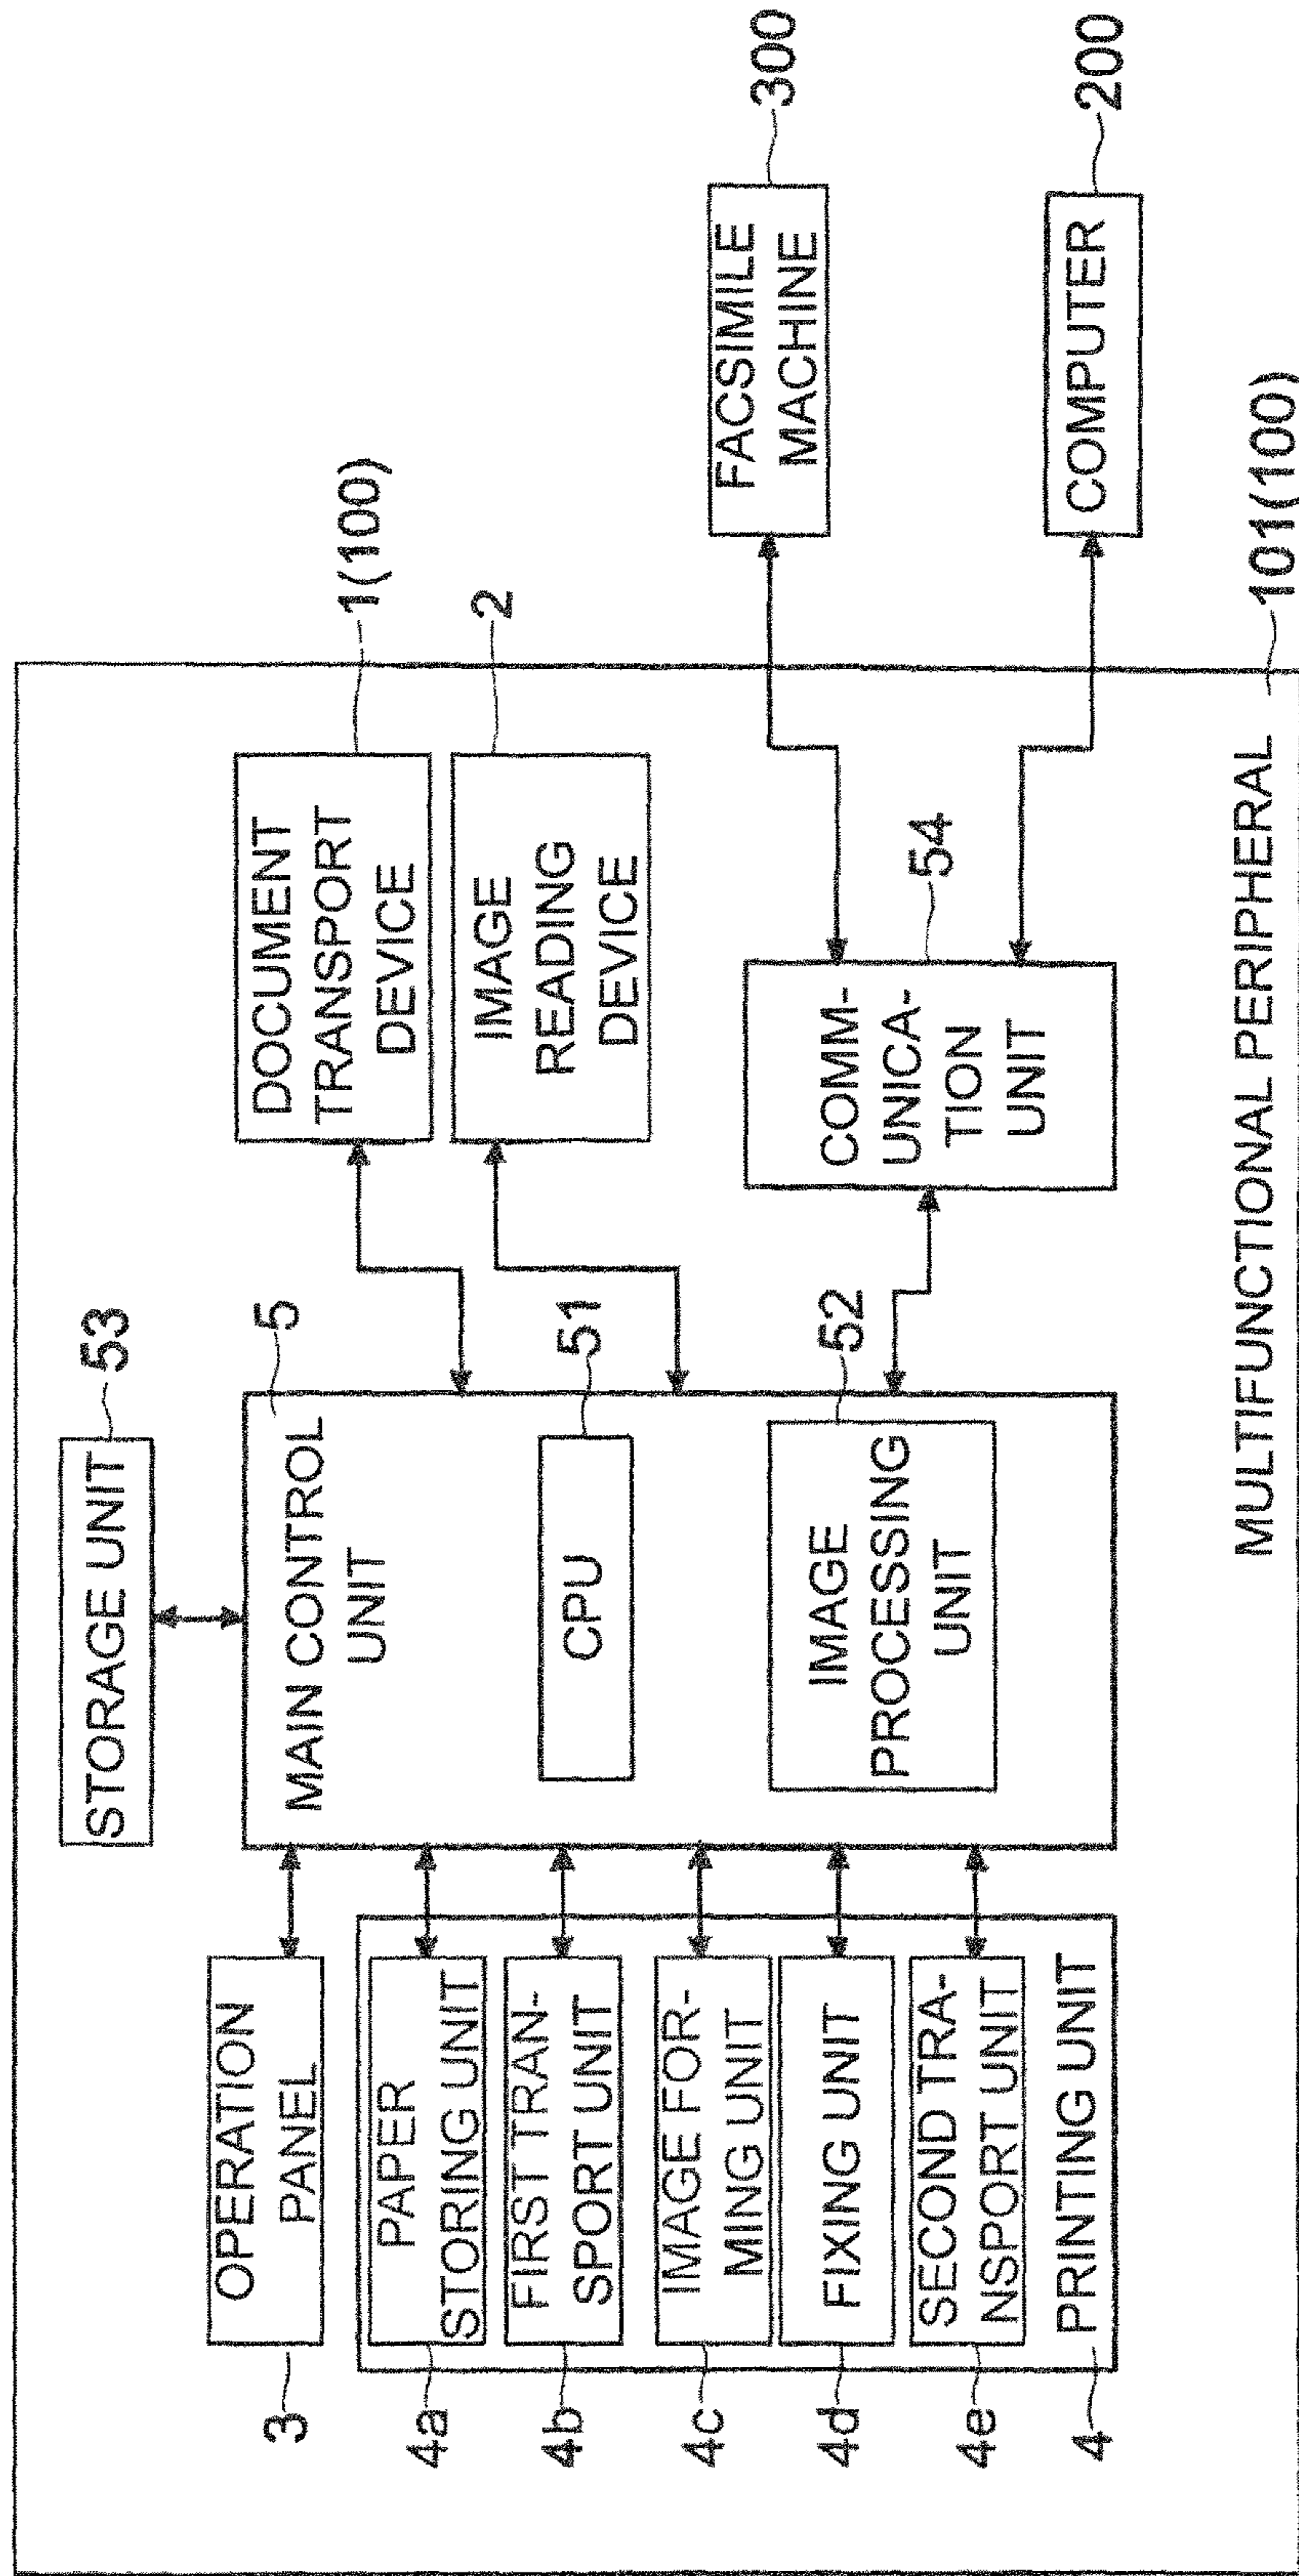 STORAGE UNIT
53
OPERATION
PANEL
3
MAIN CONTROL
UNIT
5
DOCUMENT
TRANSPORT
DEVICE
1(100)
PAPER
STORING UNIT
4a
FIRST TRAN-
SPORT UNIT
4b
CPU
51
IMAGE
READING
DEVICE
2
IMAGE FOR-
MING UNIT
4c
FIXING UNIT
4d
IMAGE
PROCESSING
UNIT
52
COMM-
UNICA-
TION
UNIT
54
FACSIMILE
MACHINE
300
SECOND TRA-
NSPORT UNIT
4e
PRINTING UNIT
4
COMPUTER
200
MULTIFUNCTIONAL PERIPHERAL
101(100)